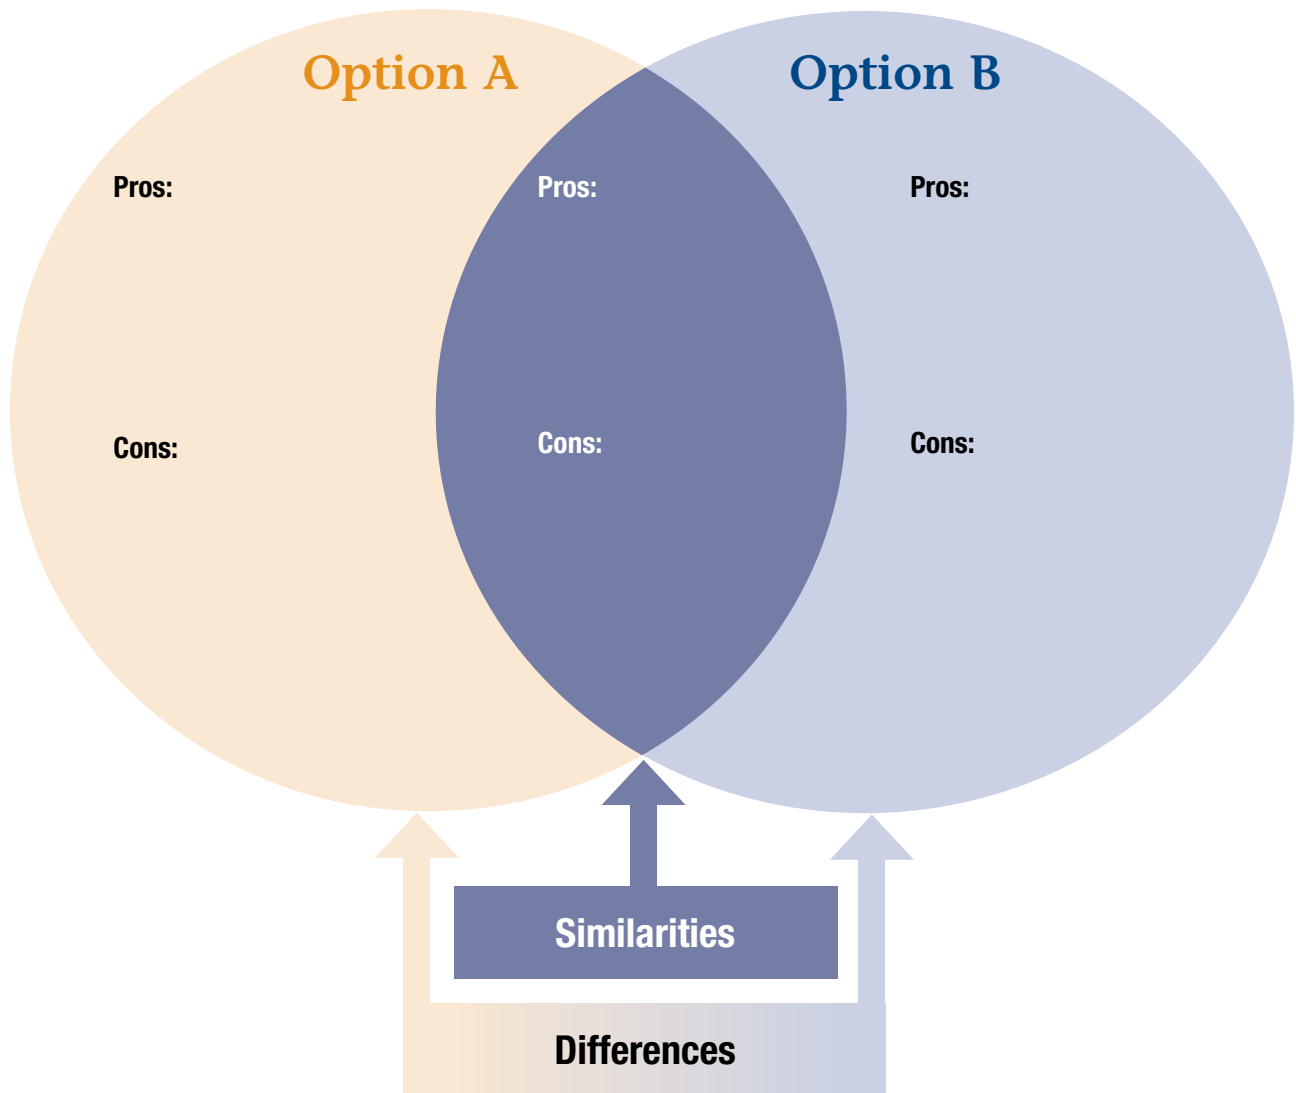 Option A
Option B
Pros:
Pros:
Pros:
Cons:
Cons:
Cons:
Similarities
Differences